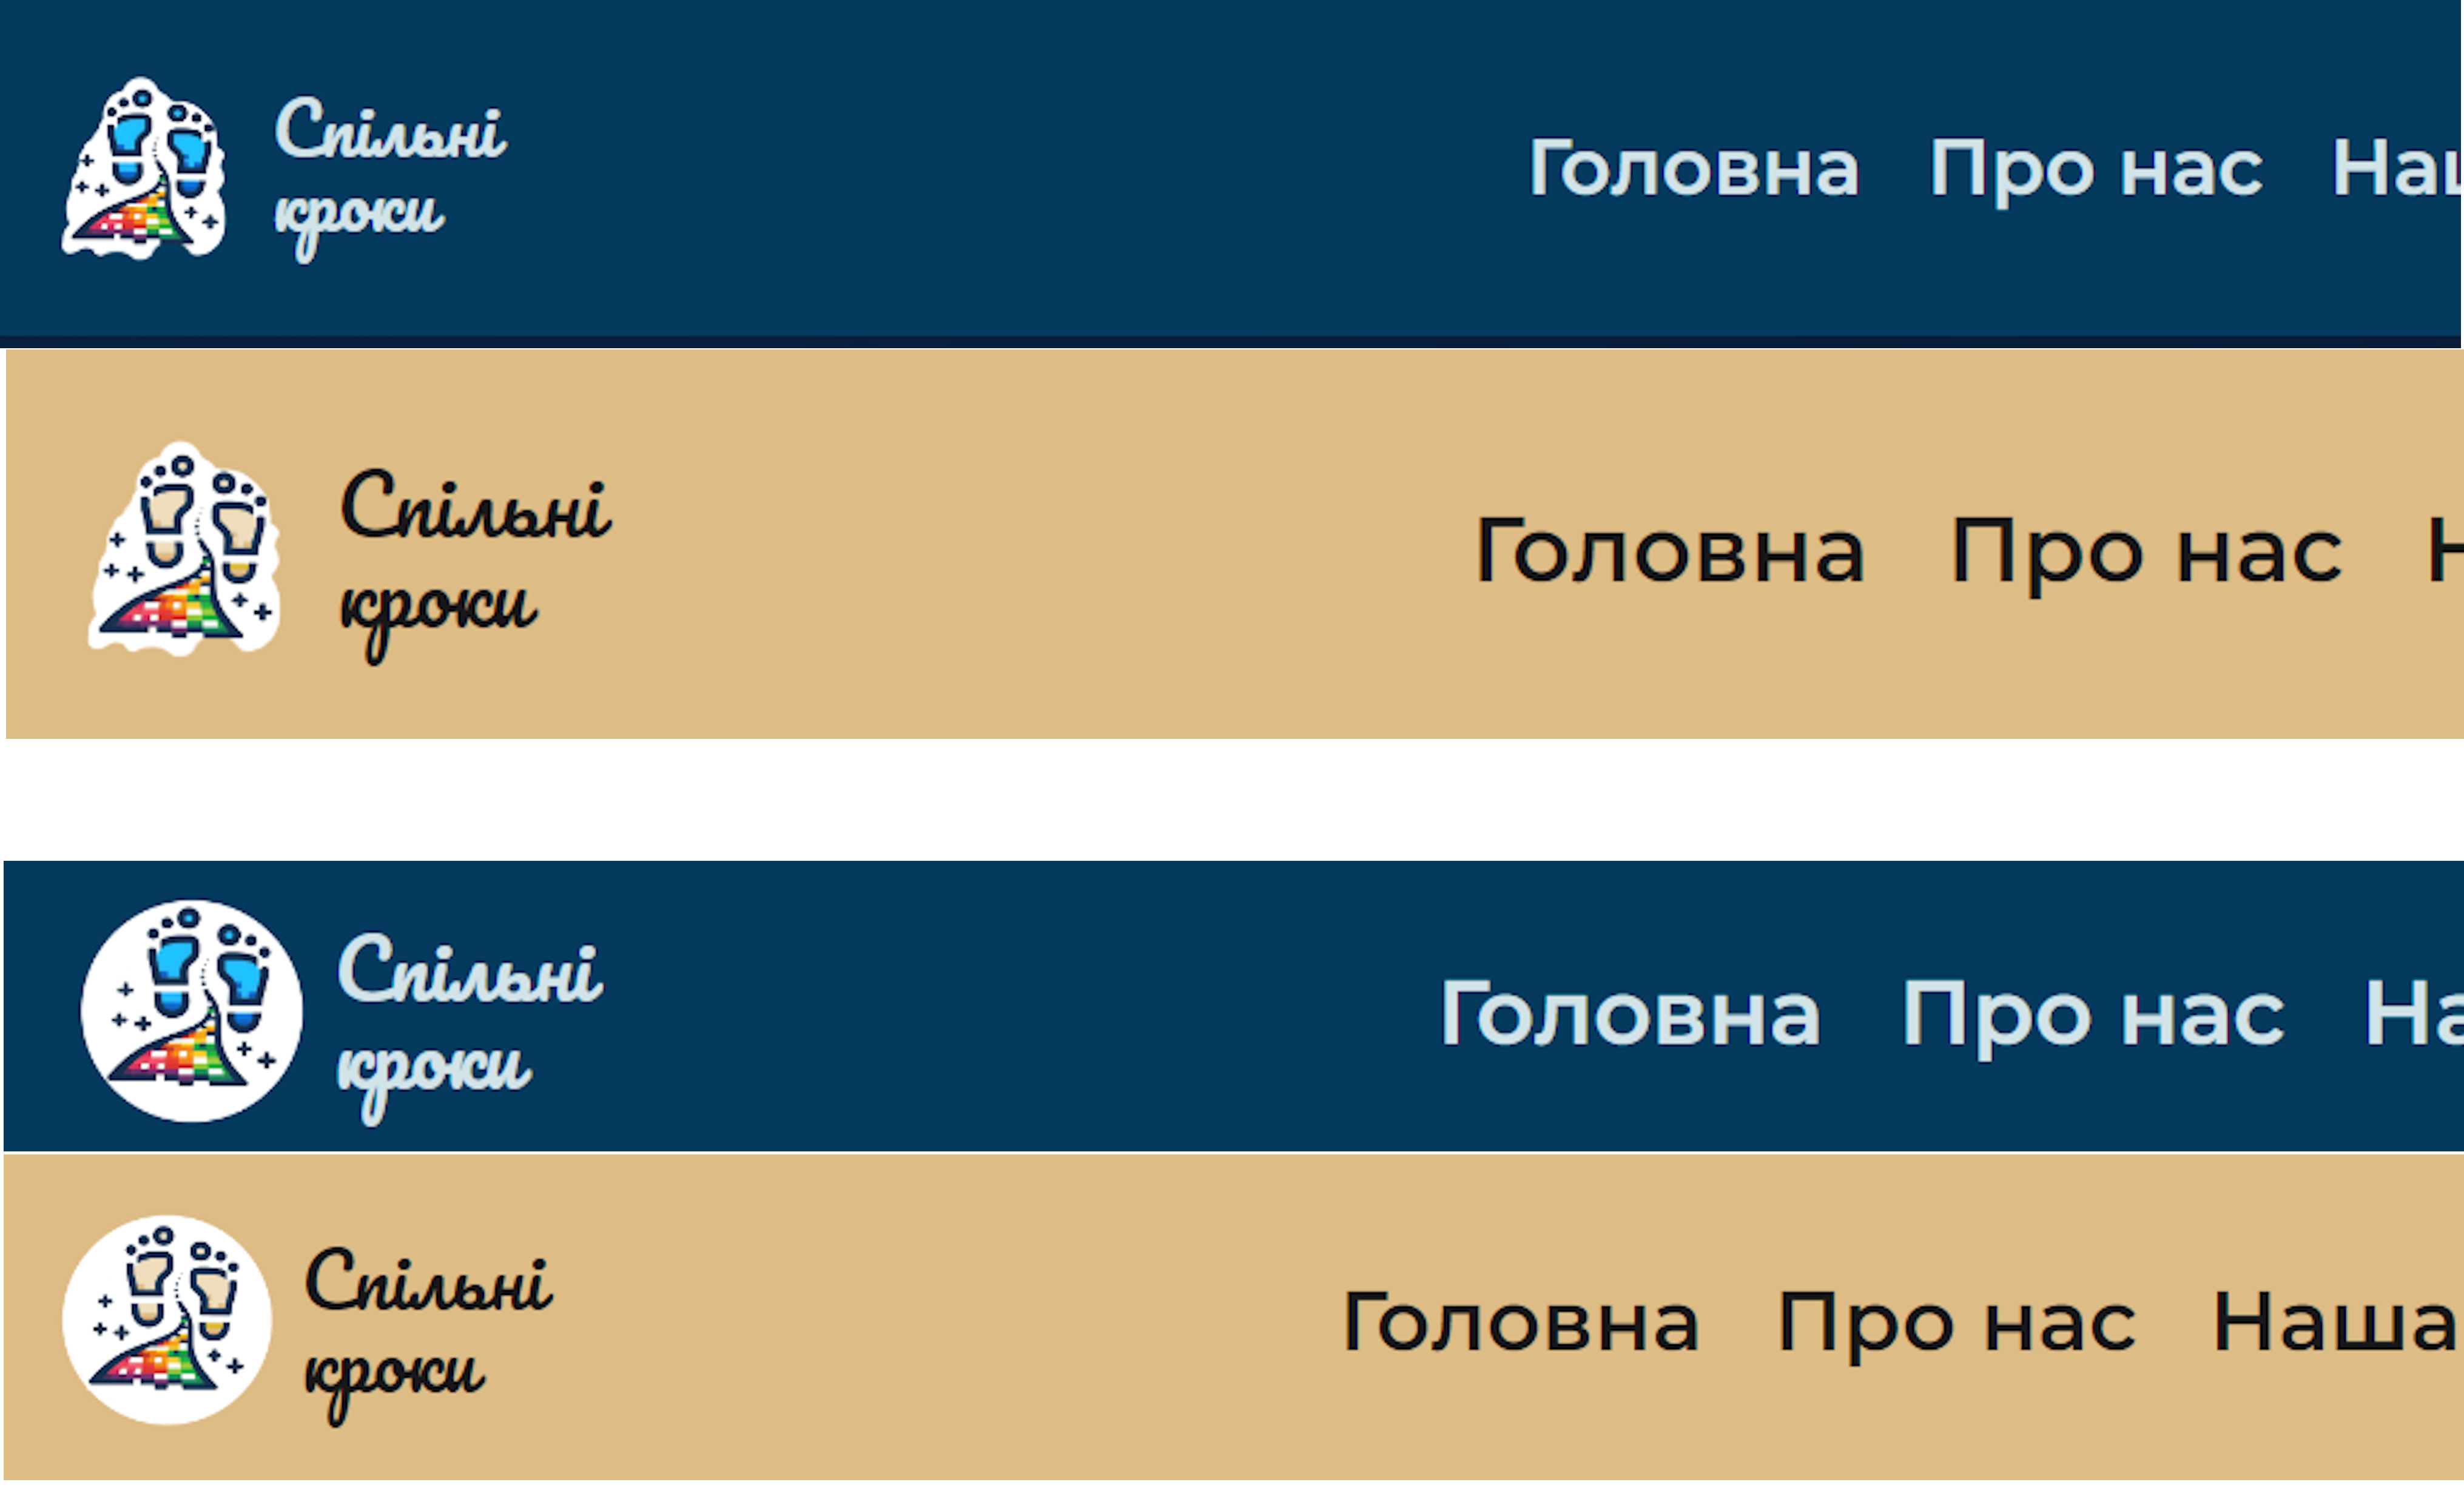 Спільні
кроки
Головна Про нас
Спільні
кроки
Головна Про нас
Спільні
кроки
Головна Про нас
Спільні
кроки
Головна Про нас Наша